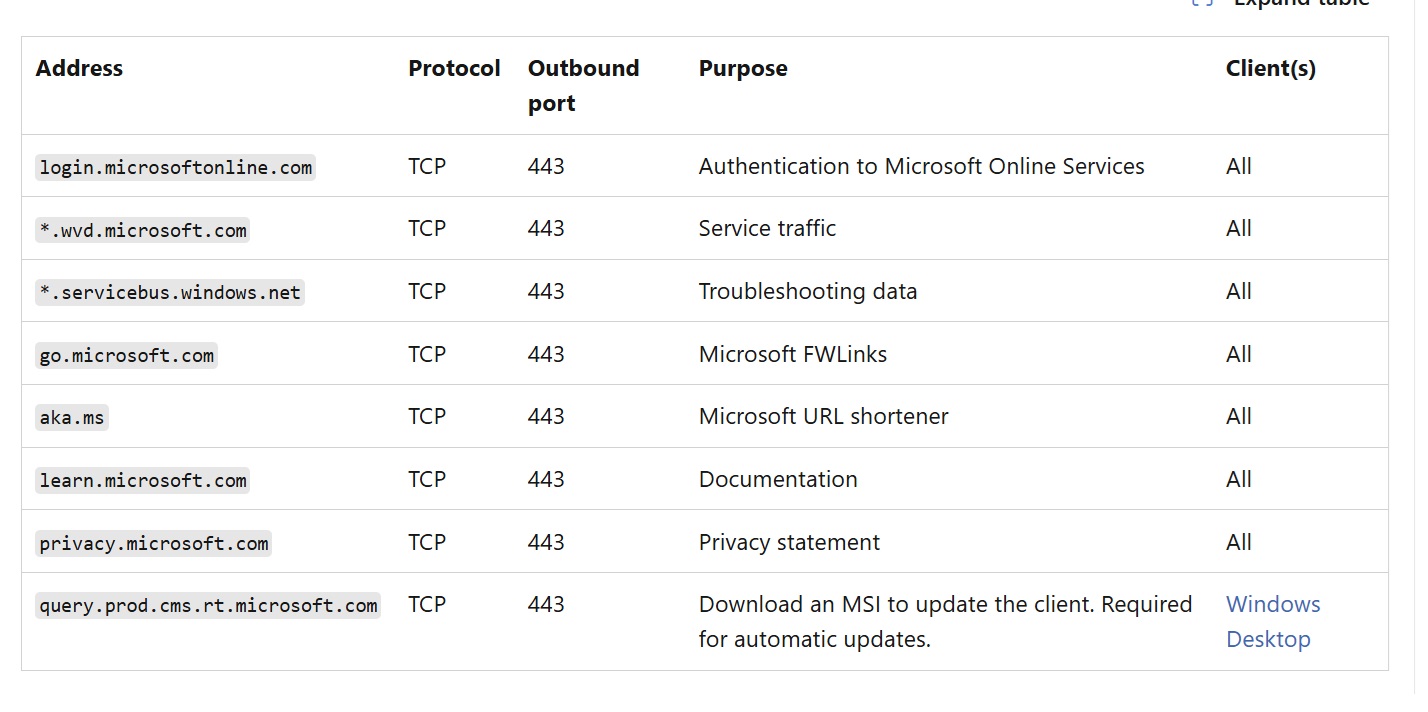 Expand table
Address Protocol Outbound port Purpose Client(s)
login.microsoftonline.com TCP 443 Authentication to Microsoft Online Services All
*.wvd.microsoft.com TCP 443 Service traffic All
*.servicebus.windows.net TCP 443 Troubleshooting data All
go.microsoft.com TCP 443 Microsoft FWLinks All
aka.ms TCP 443 Microsoft URL shortener All
learn.microsoft.com TCP 443 Documentation All
privacy.microsoft.com TCP 443 Privacy statement All
query.prod.cms.rt.microsoft.com TCP 443 Download an MSI to update the client. Required Windows
for automatic updates. Desktop